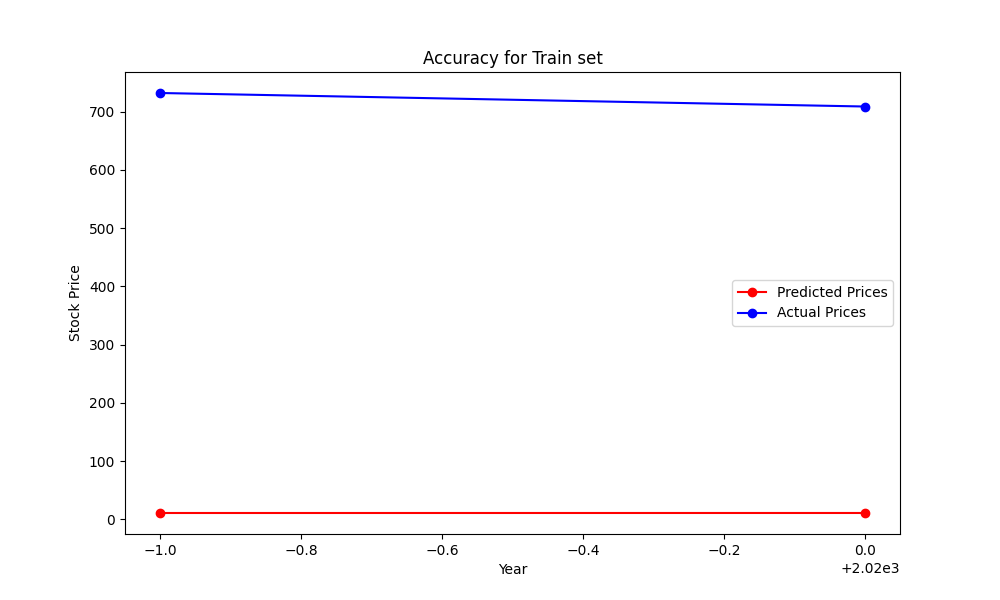 Accuracy for Train set
Stock Price
700
600
500
400
300
200
100
0
Predicted Prices
Actual Prices
−1.0 −0.8 −0.6 −0.4 −0.2 0.0
+2.02e3
Year